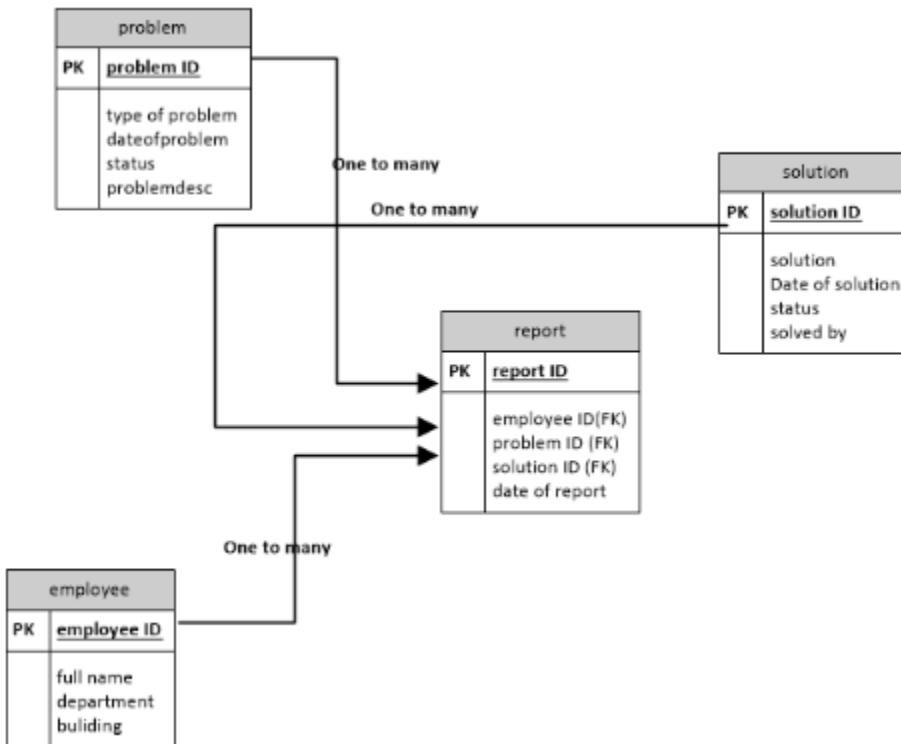 problem
PK problem ID
type of problem
dateofproblem
status
problemdesc
One to many
One to many
solution
PK solution ID
solution
Date of solution
status
solved by
report
PK report ID
employee ID(FK)
problem ID (FK)
solution ID (FK)
date of report
One to many
employee
PK employee ID
full name
department
buliding